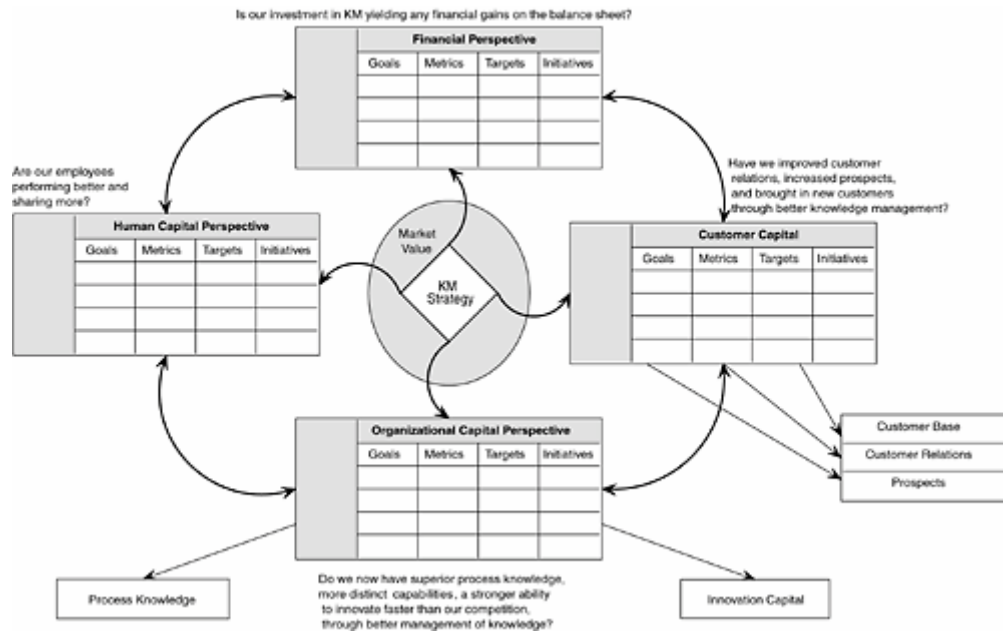 Is our investment in KM yielding any financial gains on the balance sheet?
Financial Perspective
Goals Metrics Targets Initiatives
Are our employees
performing better and
sharing more?
Human Capital Perspective
Goals Metrics Targets Initiatives
Market
Value
KM
Strategy
Have we improved customer
relations, increased prospects,
and brought in new customers
through better knowledge management?
Customer Capital
Goals Metrics Targets Initiatives
Organizational Capital Perspective
Goals Metrics Targets Initiatives
Customer Base
Customer Relations
Prospects
Process Knowledge
Do we now have superior process knowledge,
more distinct capabilities, a stronger ability
to innovate faster than our competition,
through better management of knowledge?
Innovation Capital